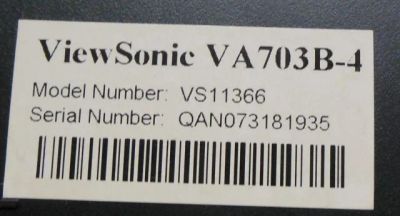 ViewSonic VA703B-4
Model Number: VS11366
Serial Number: QAN073181935